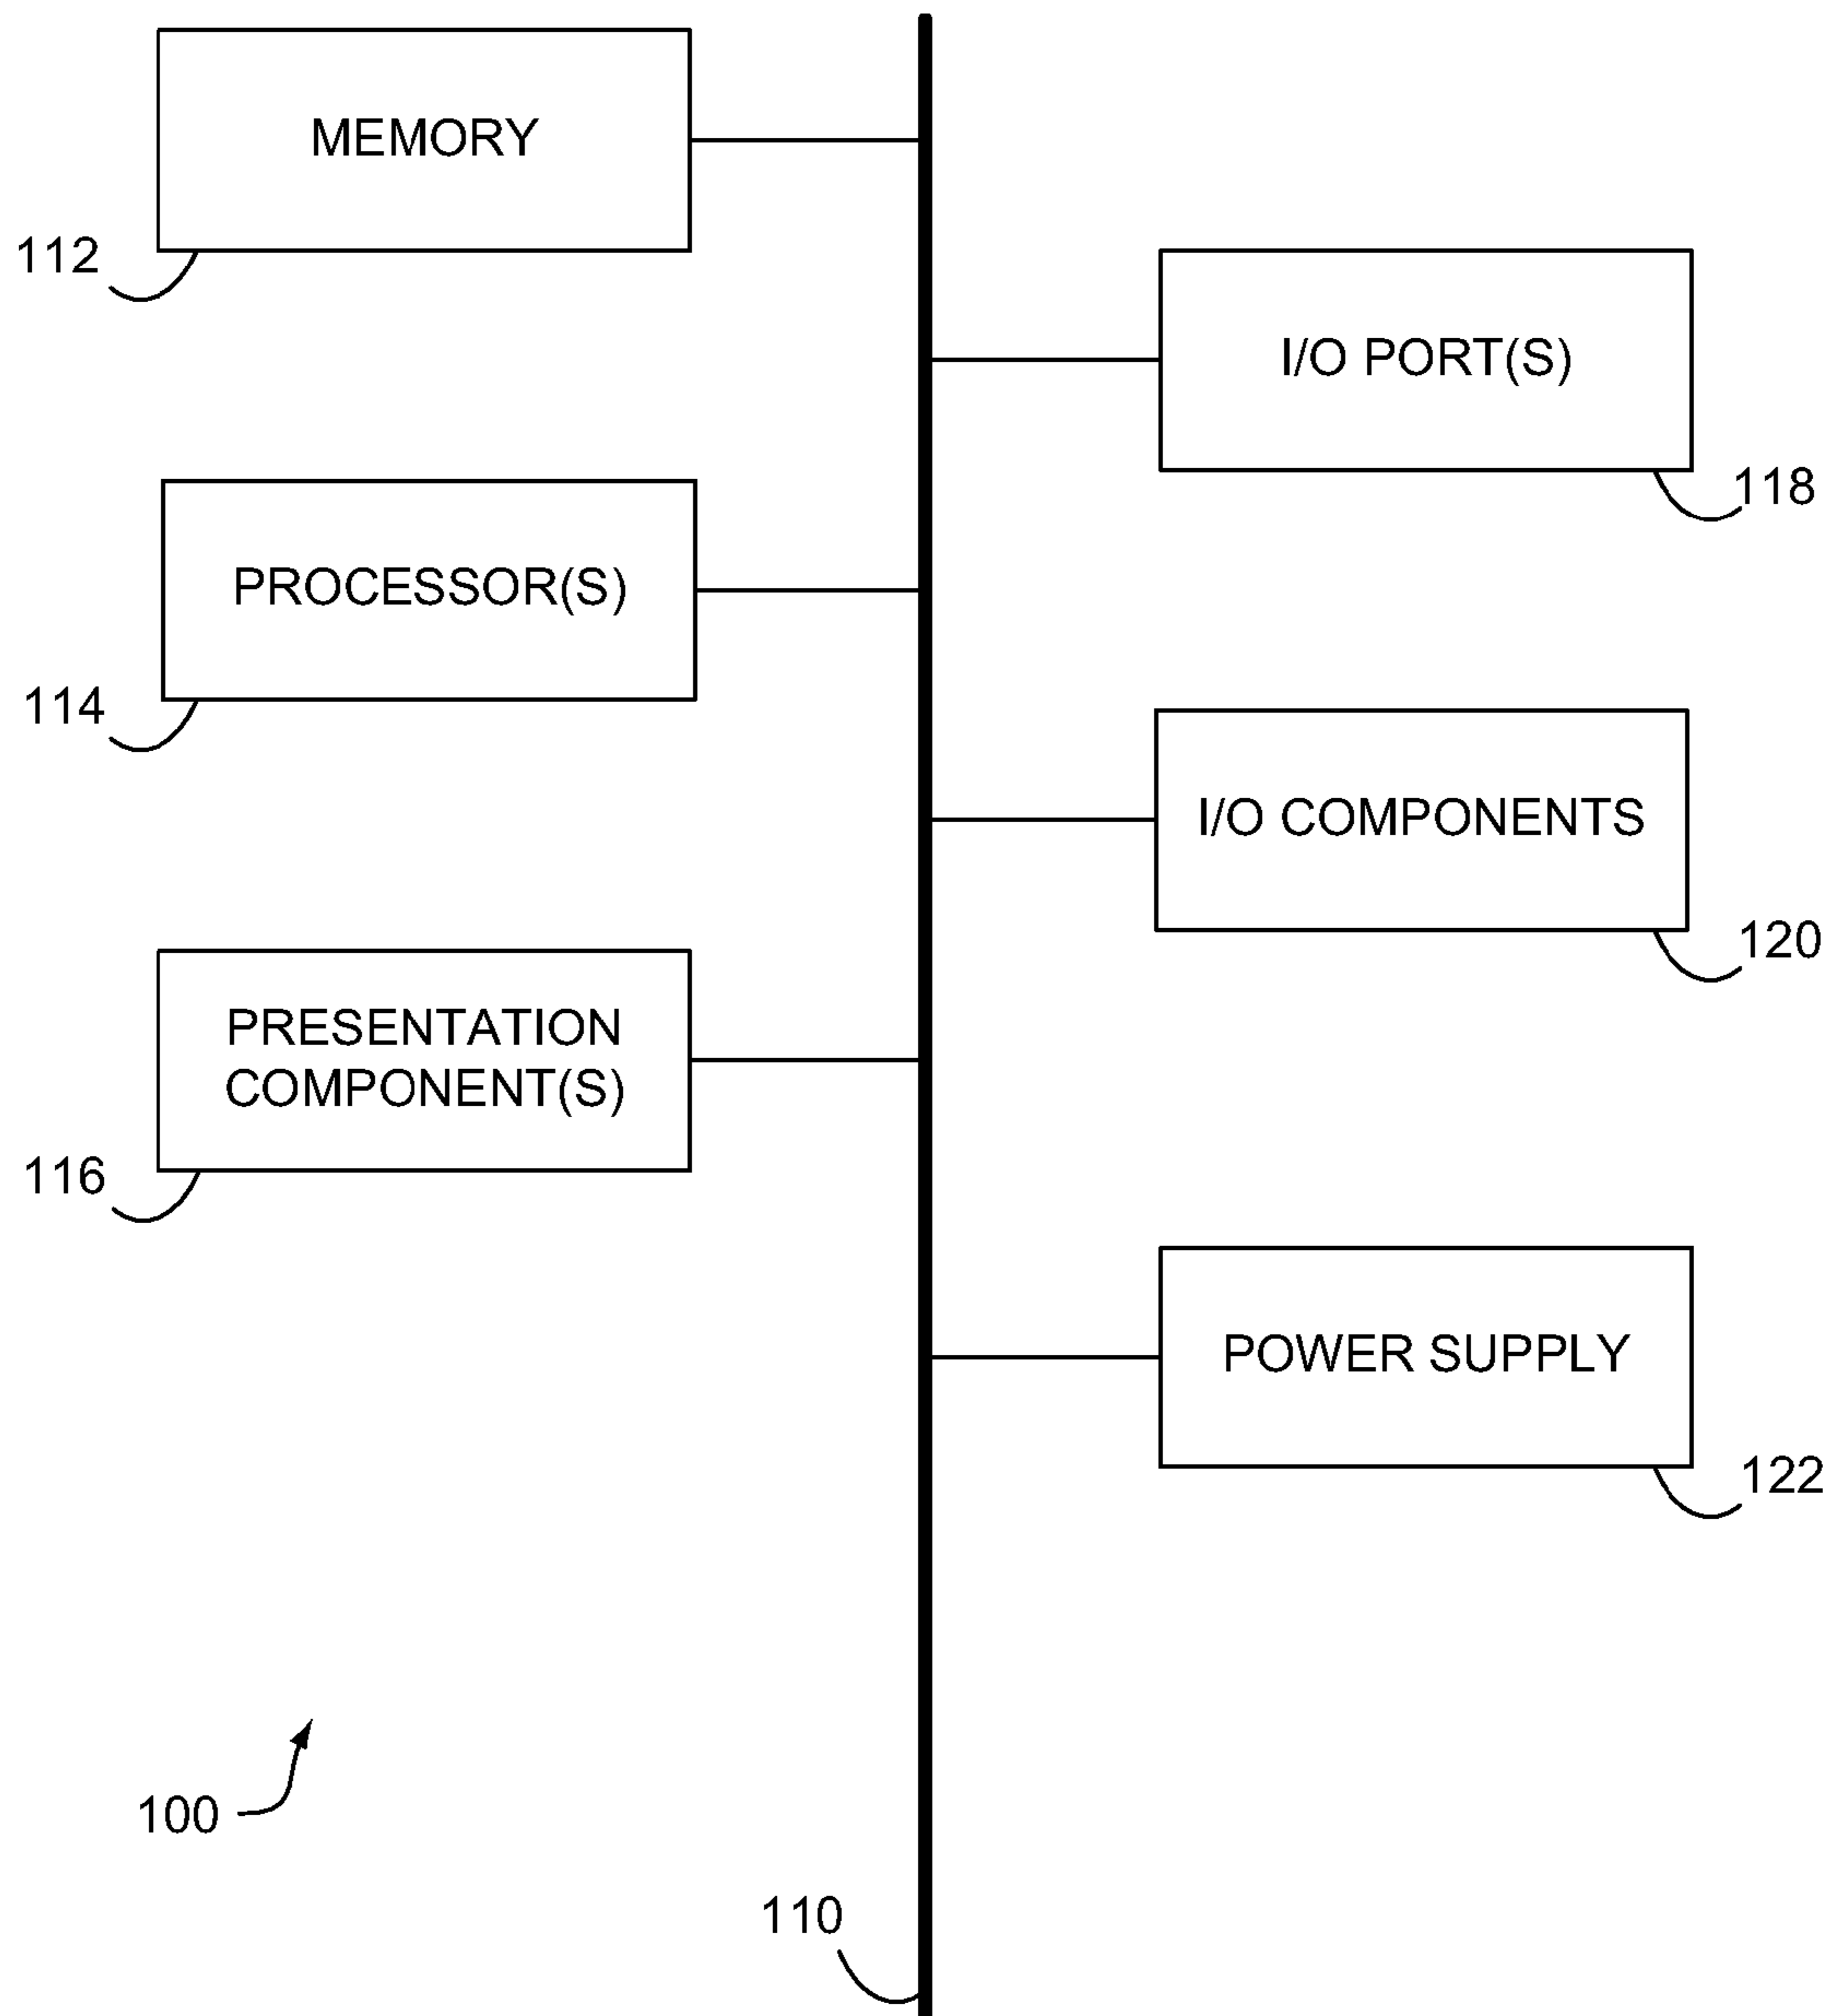 MEMORY
112
I/O PORT(S)
118
PROCESSOR(S)
114
I/O COMPONENTS
120
PRESENTATION
COMPONENT(S)
116
POWER SUPPLY
122
100
110